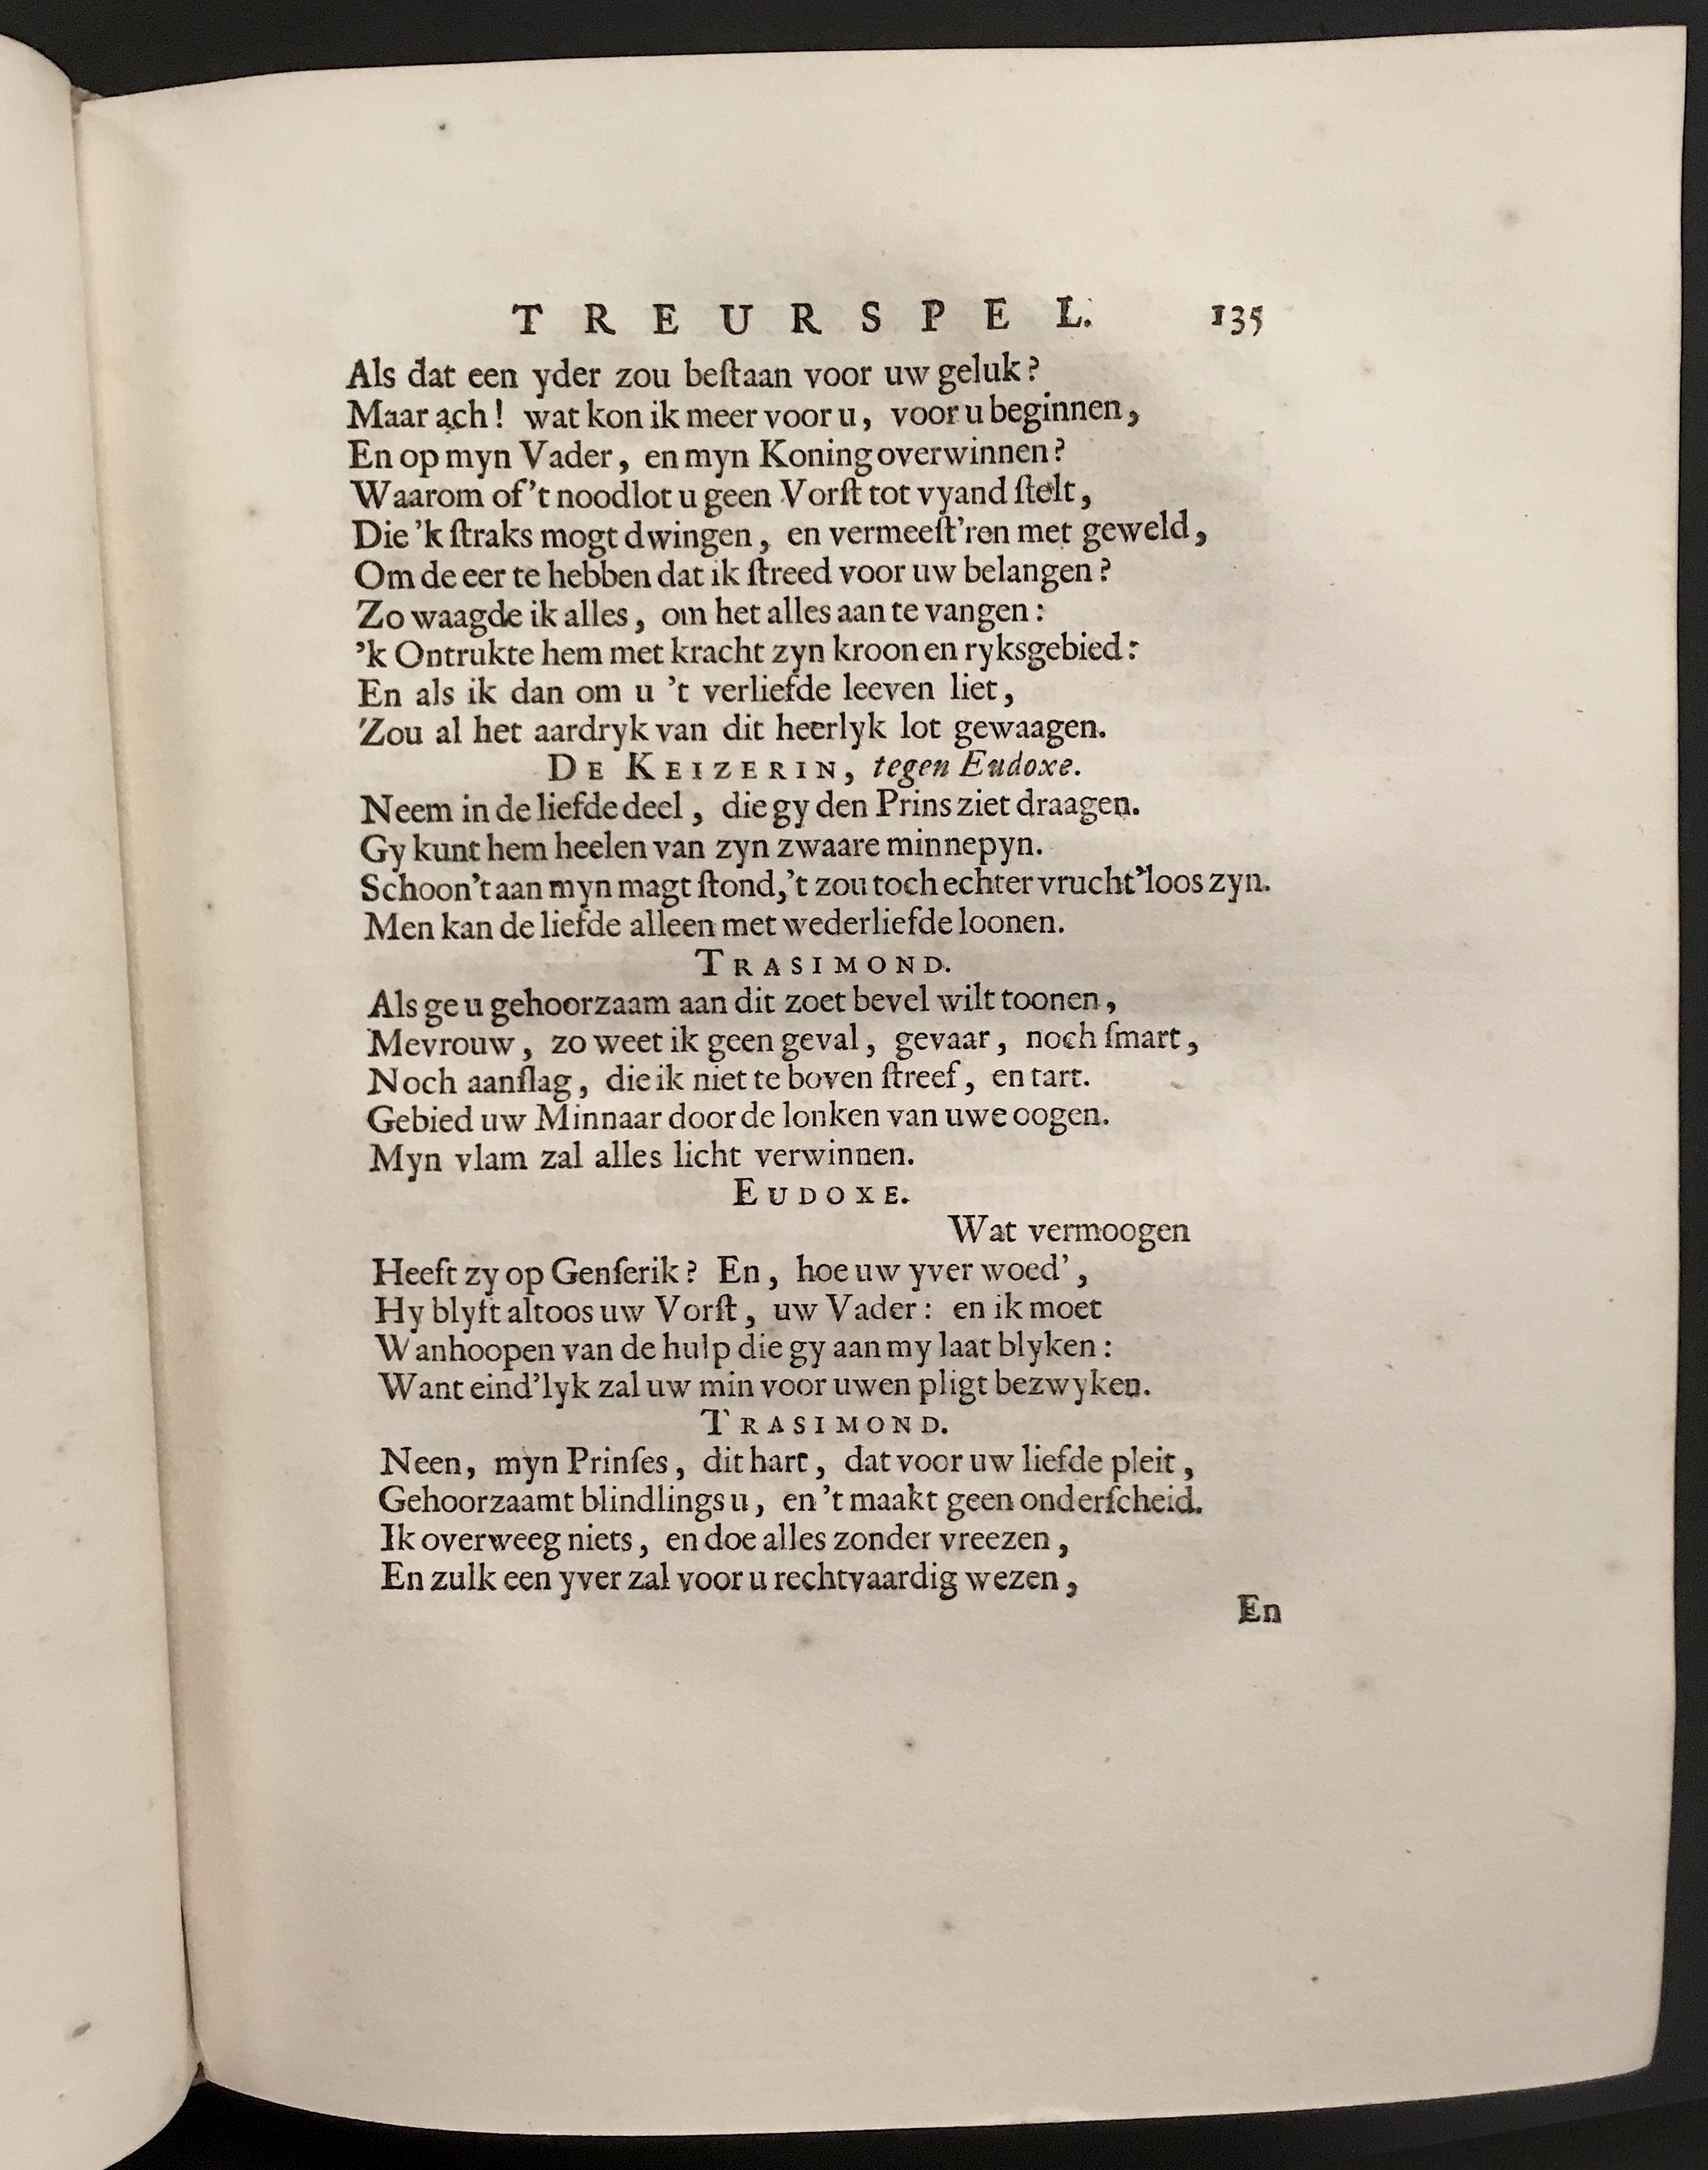 TREURSPEL. 135
Als dat een yder zou beſtaan voor uw geluk?
Maar ach! wat kon ik meer voor u, voor u beginnen,
En op myn Vader, en myn Koning overwinnen?
Waarom of 't noodlot u geen Vorſt tot vyand ſtelt,
Die 'k ſtraks mogt dwingen, en vermeeſt'ren met geweld,
Om de eer te hebben dat ik ſtreed voor uw belangen?
Zo waagde ik alles, om het alles aan te vangen:
'k Ontrukte hem met kracht zyn kroon en ryksgebied:
En als ik dan om u 't verliefde leeven liet,
'Zou al het aardryk van dit heerlyk lot gewaagen.
DE KEIZERIN, tegen Eudoxe.
Neem in de liefde deel, die gy den Prins ziet draagen.
Gy kunt hem heelen van zyn zwaare minnepyn.
Schoon't aan myn magt ſtond,'t zou toch echter vrucht'loos zyn.
Men kan de liefde alleen met wederliefde loonen.
TRASIMOND.
Als ge u gehoorzaam aan dit zoet bevel wilt toonen,
Mevrouw, zo weet ik geen geval, gevaar, noch ſmart,
Noch aanſlag, die ik niet te boven ſtreef, en tart.
Gebied uw Minnaar door de lonken van uwe oogen.
Myn vlam zal alles licht verwinnen.
EUDOXE.
Wat vermoogen
Heeft zy op Genſerik? En, hoe uw yver woed',
Hy blyft altoos uw Vorſt, uw Vader: en ik moet
Wanhoopen van de hulp die gy aan my laat blyken:
Want eind'lyk zal uw min voor uwen pligt bezwyken.
TRASIMOND.
Neen, myn Prinſes, dit hart, dat voor uw liefde pleit,
Gehoorzaamt blindlings u, en 't maakt geen onderſcheid.
Ik overweeg niets, en doe alles zonder vreezen,
En zulk een yver zal voor u rechtvaardig wezen,
En